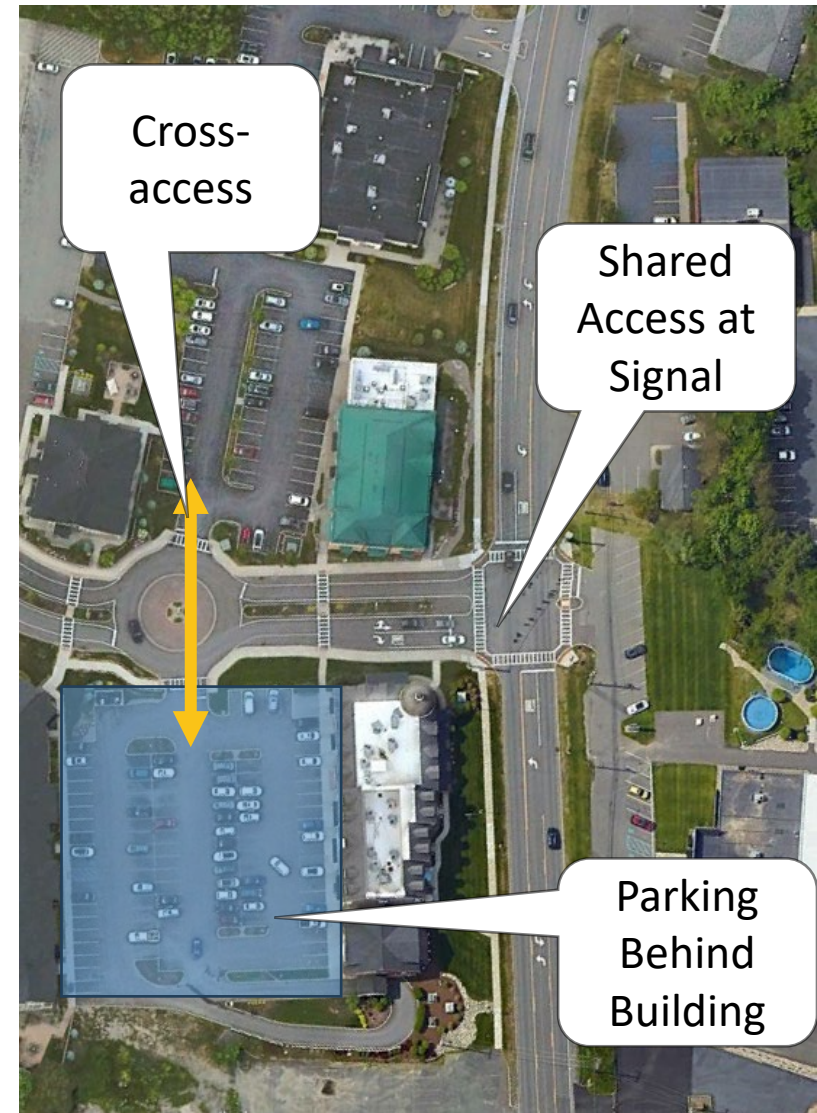 Cross-
access
Shared
Access at
Signal
Parking
Behind
Building